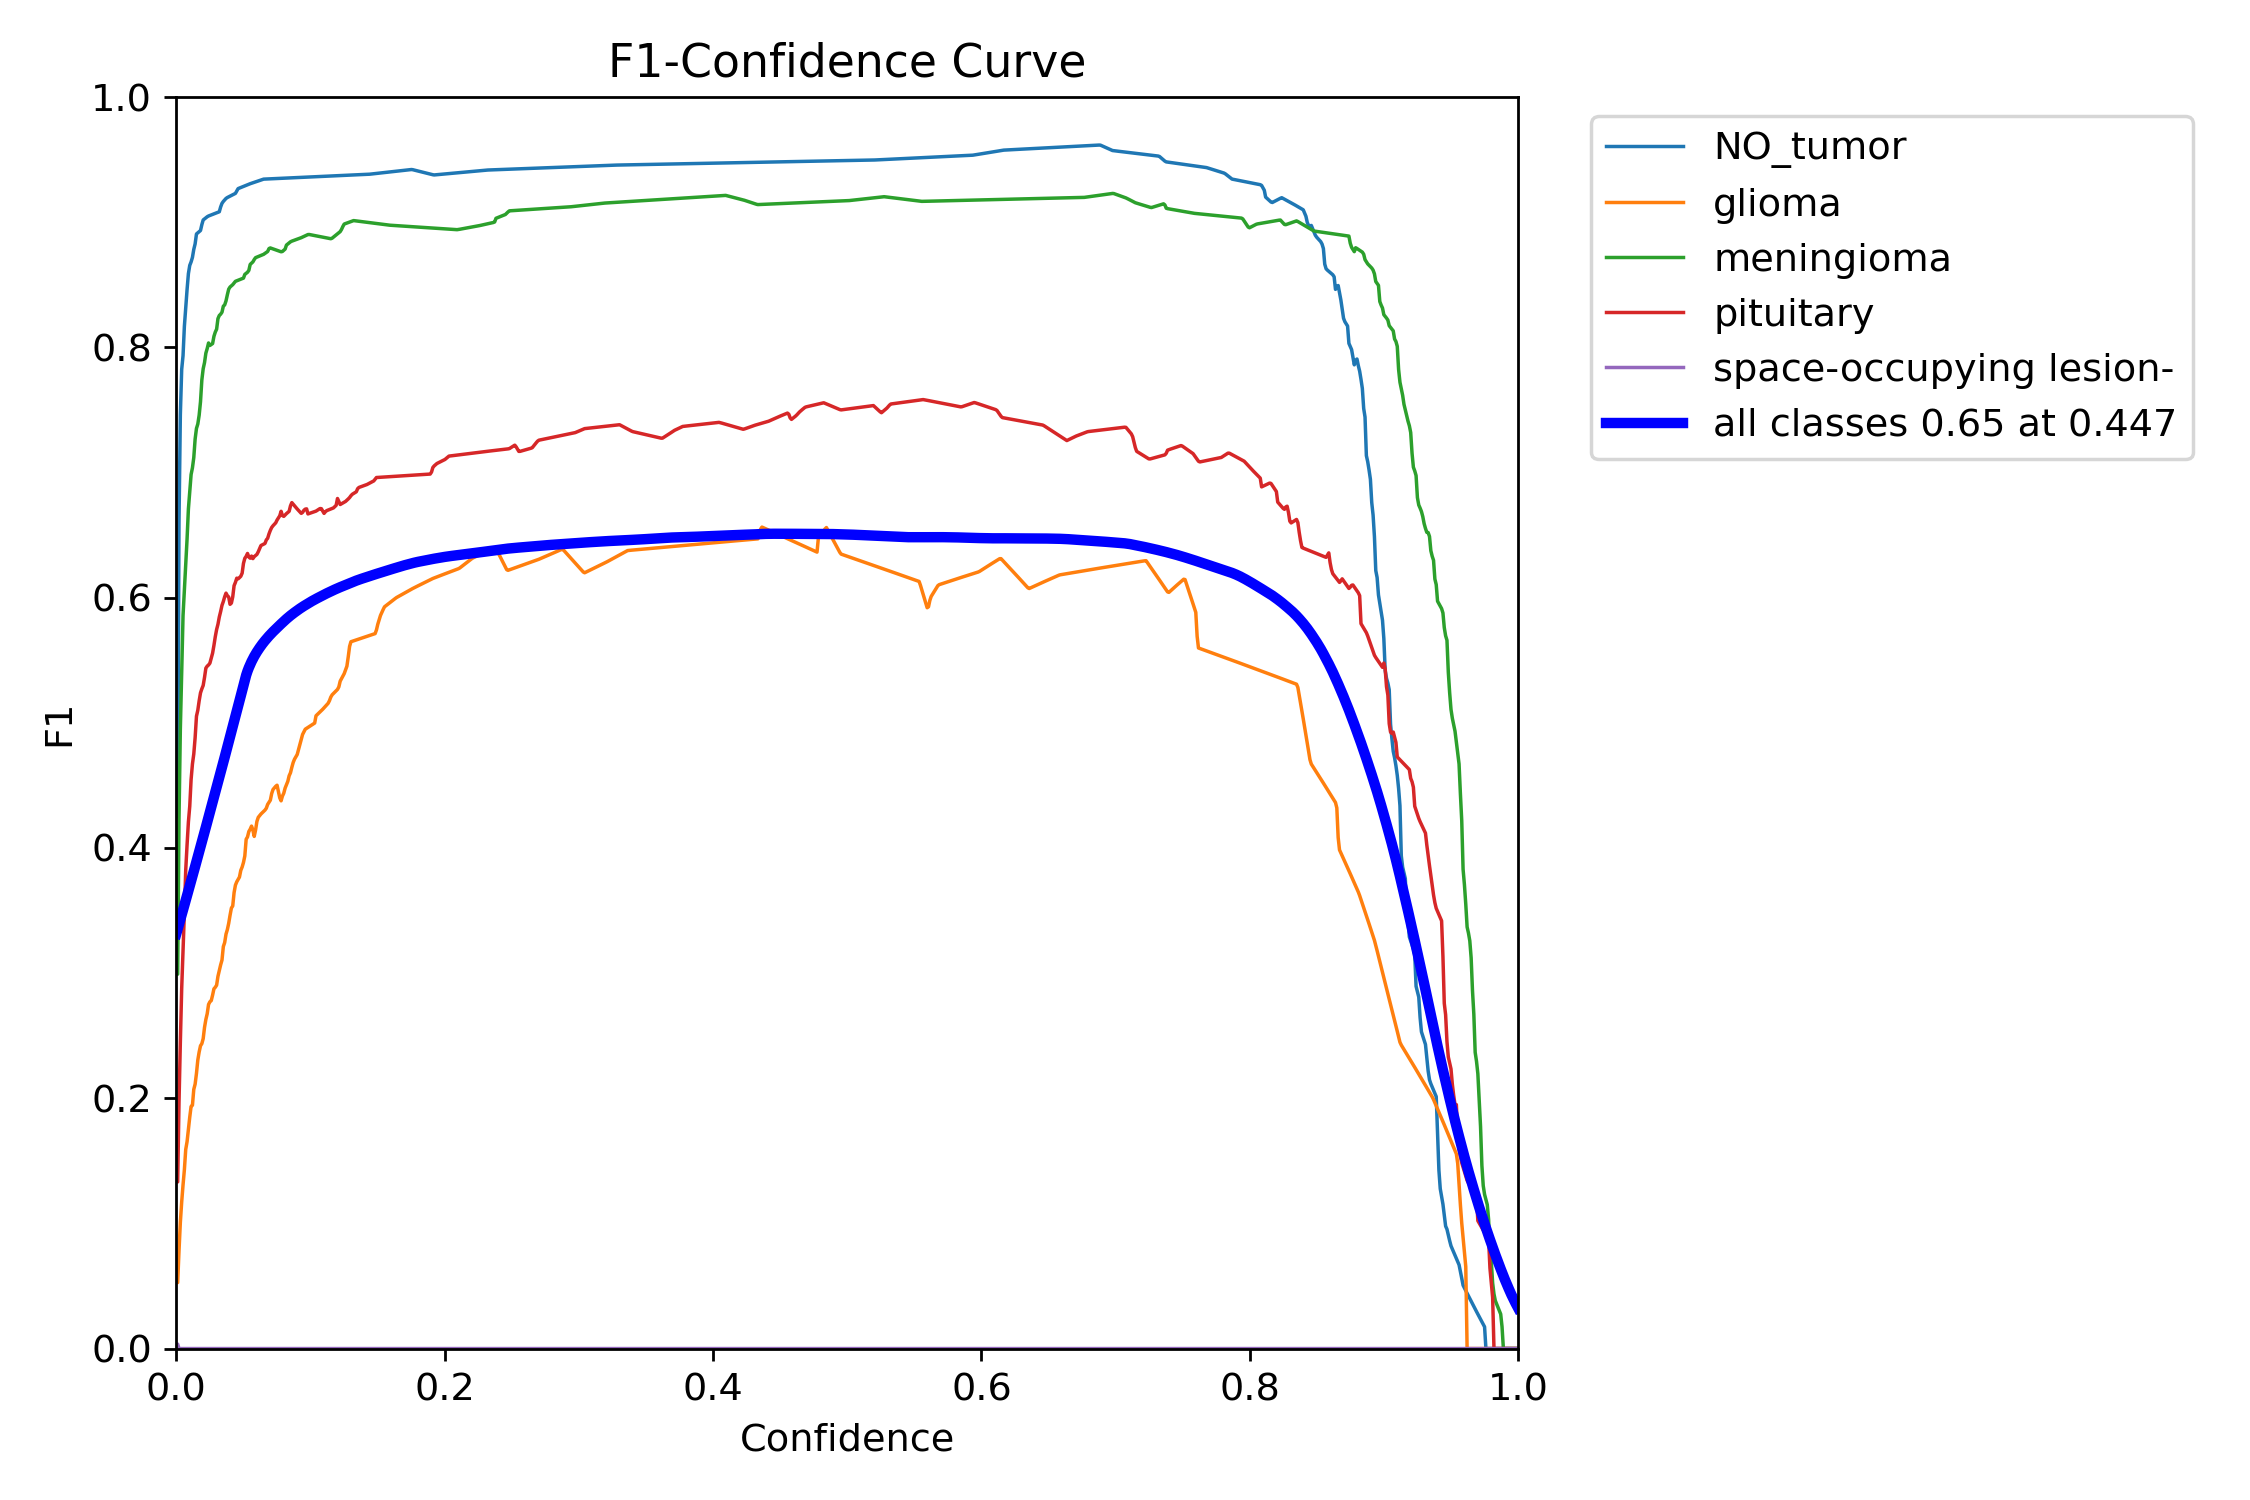 F1-Confidence Curve
1.0
0.8
0.6
0.4
0.2
0.0
F1
0.0 0.2 0.4 0.6 0.8 1.0
Confidence
NO_tumor
glioma
meningioma
pituitary
space-occupying lesion-
all classes 0.65 at 0.447